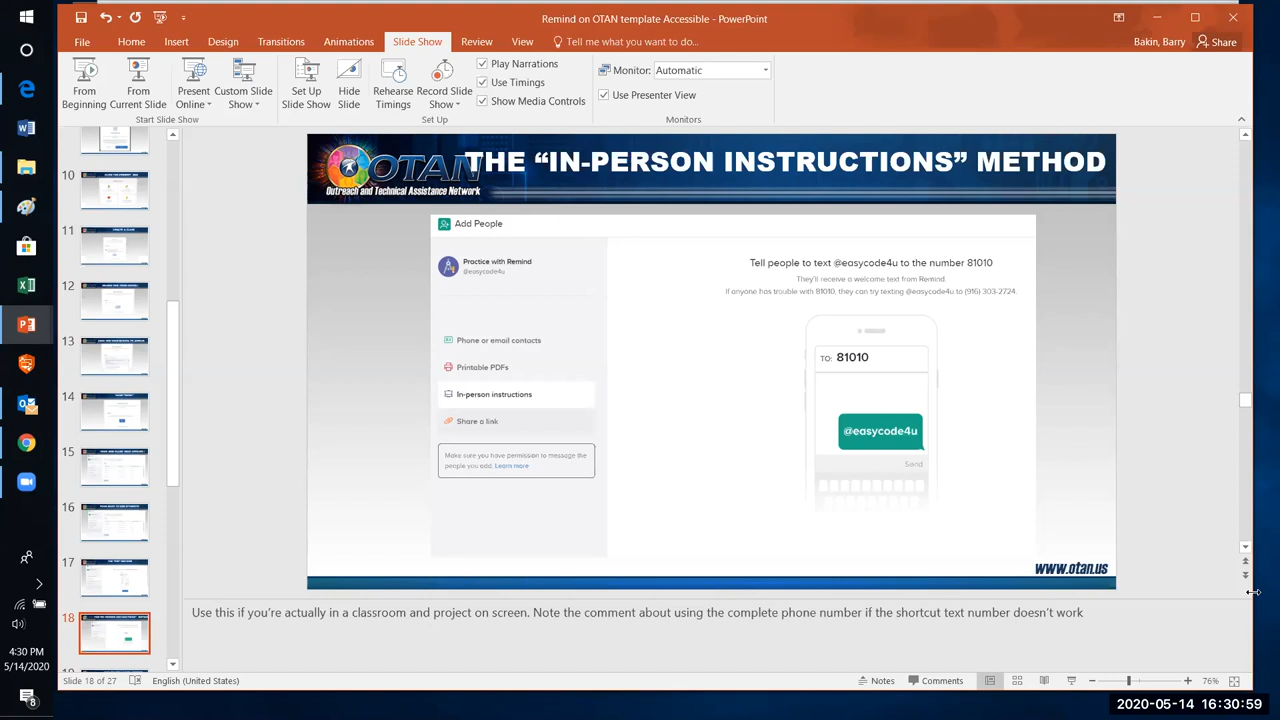 Remind on OTAN template Accessible - PowerPoint
File Home Insert Design Transitions Animations Slide Show Review View Tell me what you want to do...
Bakin, Barry Share
From Beginning
From Current Slide
Present Online
Custom Slide Show
Start Slide Show
Set Up Slide Show
Hide Slide
Rehearse Timings
Record Slide Show
Play Narrations
Use Timings
Show Media Controls
Set Up
Monitor: Automatic
Use Presenter View
Monitors
10
11
12
13
14
15
16
17
18
OTAN
Outreach and Technical Assistance Network
THE “IN-PERSON INSTRUCTIONS” METHOD
Add People
Practice with Remind
@easycode4u
Phone or email contacts
Printable PDFs
In-person instructions
Share a link
Make sure you have permission to message the
people you add. Learn more
Tell people to text @easycode4u to the number 81010
They'll receive a welcome text from Remind.
If anyone has trouble with 81010, they can try texting @easycode4u to (916) 303-2724.
TO: 81010
@easycode4u
Send
www.otan.us
Use this if you’re actually in a classroom and project on screen. Note the comment about using the complete phone number if the shortcut text number doesn’t work
Slide 18 of 27 English (United States)
Notes Comments 76%
4:30 PM
5/14/2020
8
2020-05-14 16:30:59